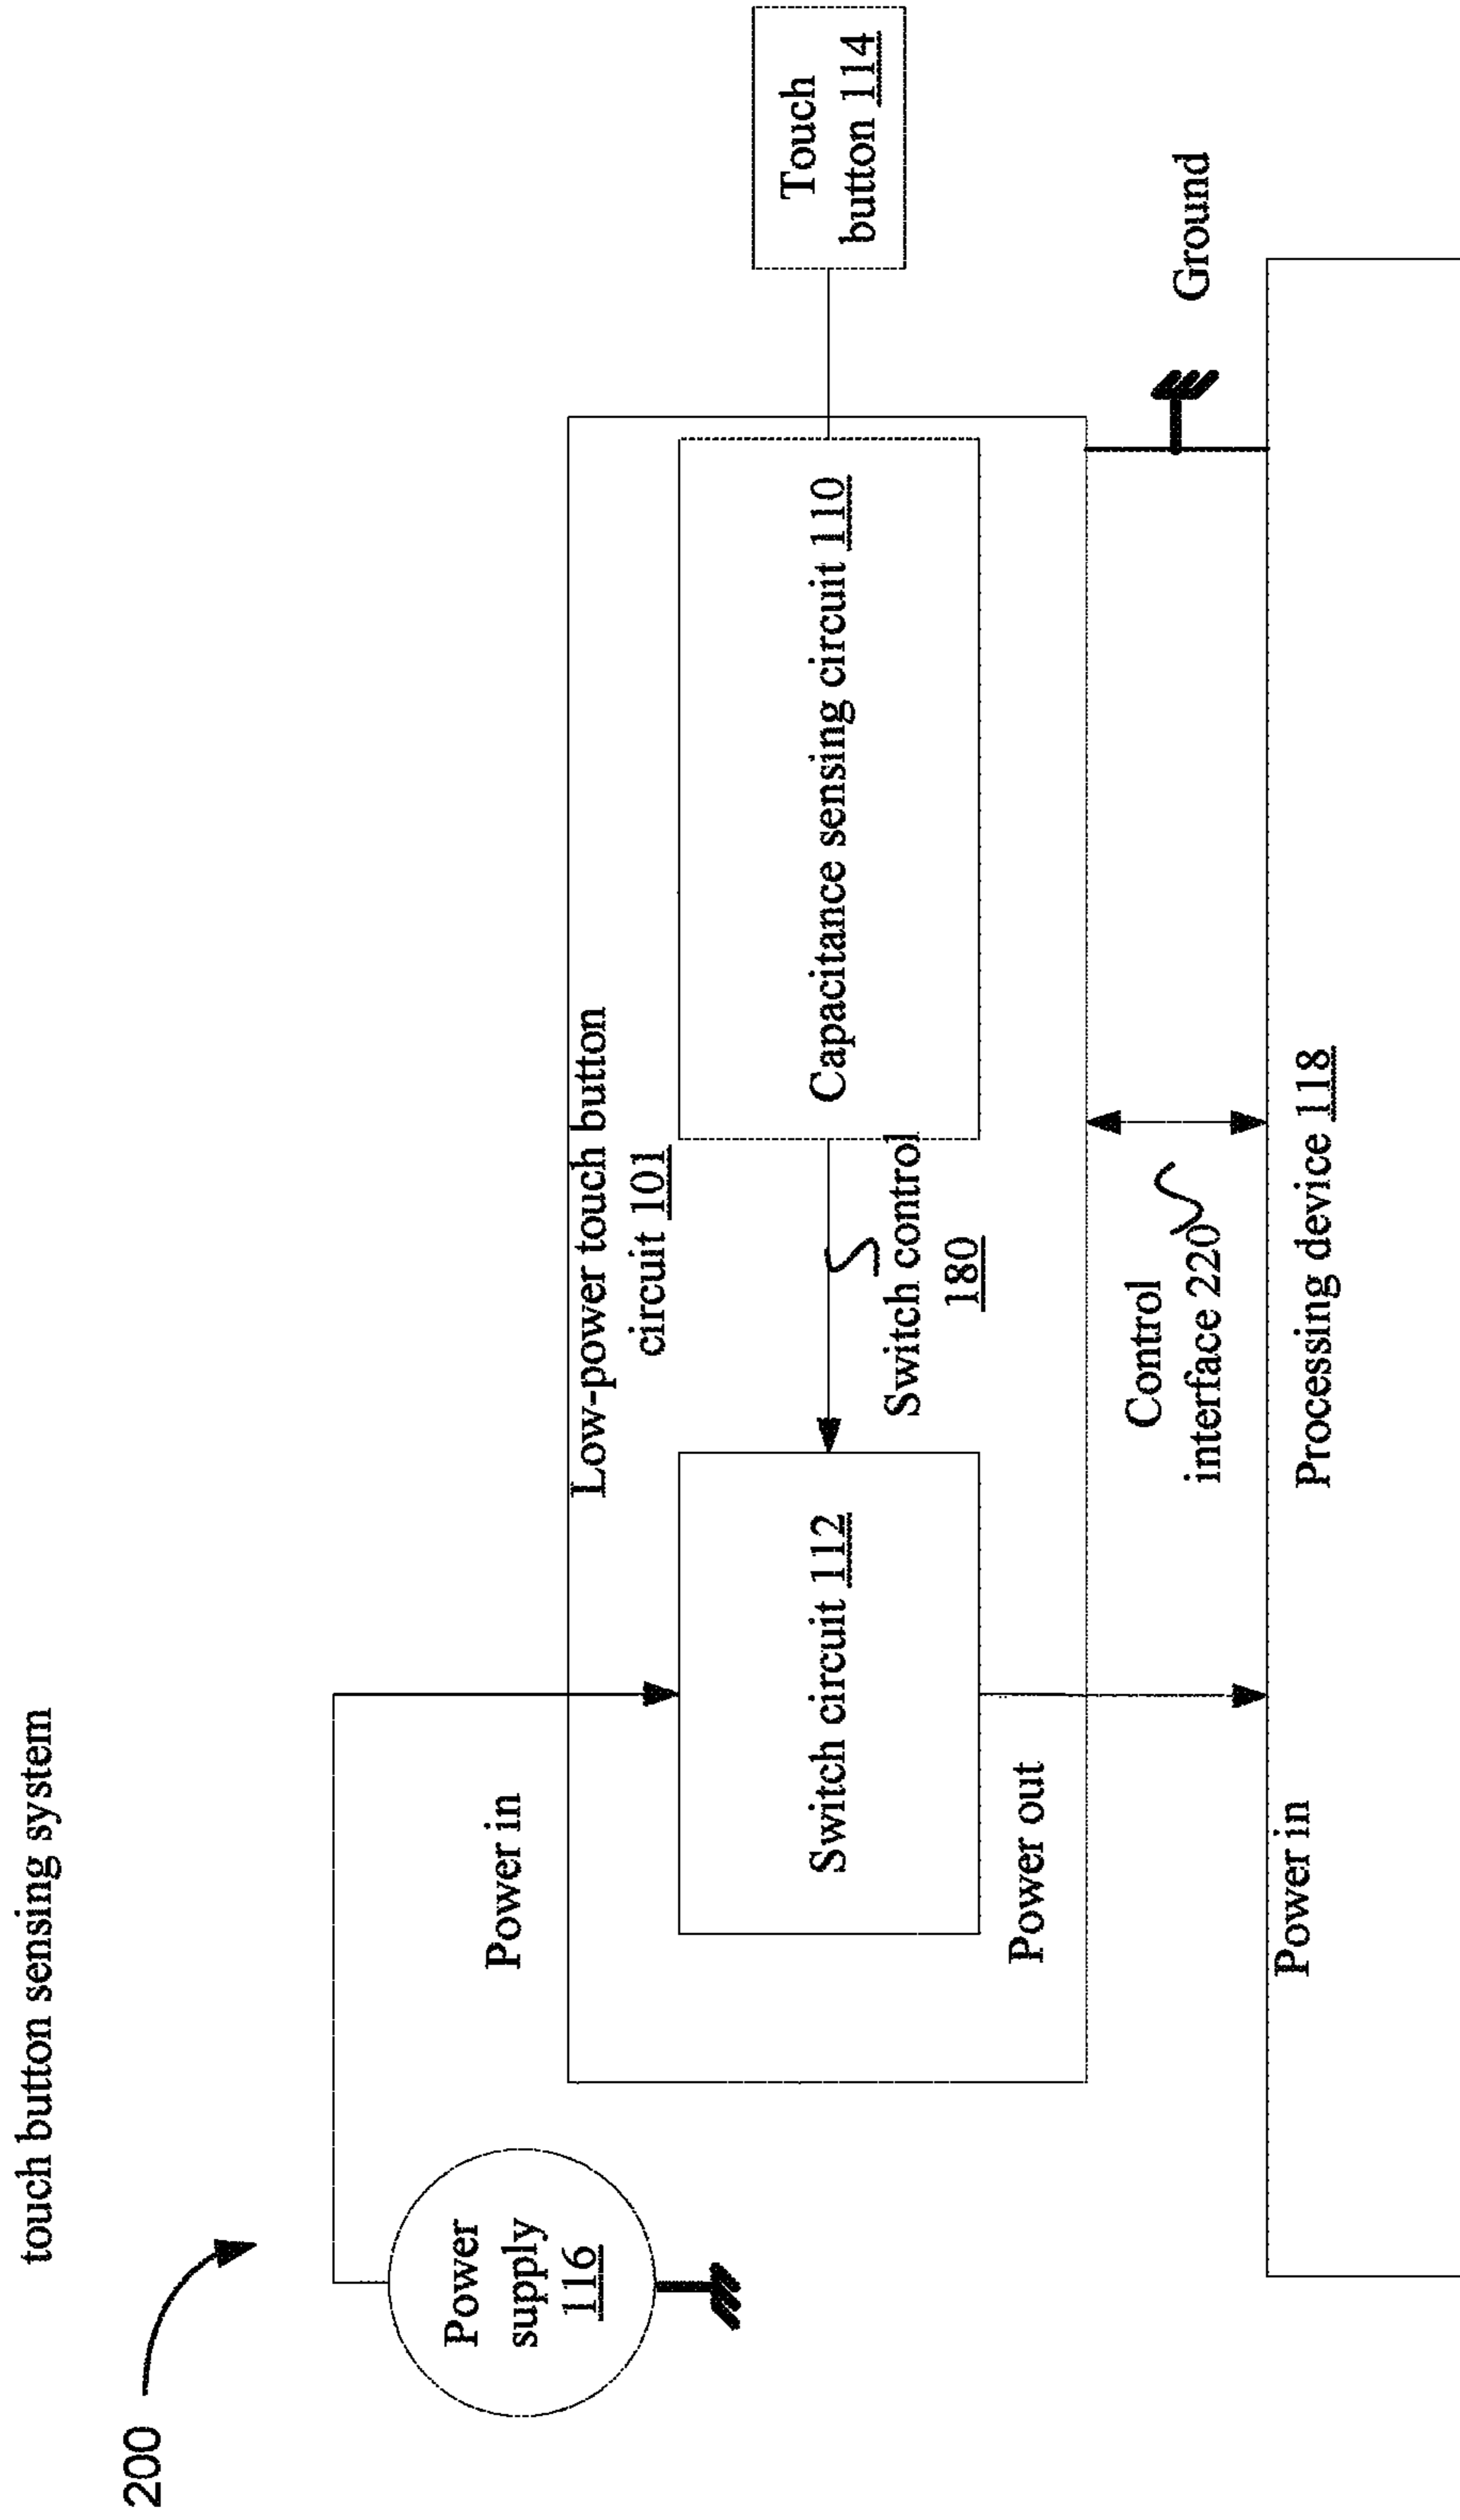 touch button sensing system
200
Power
supply
116
Power in
Low-power touch button
circuit 101
Switch circuit 112
Switch control
180
Capacitance sensing circuit 110
Touch
button 114
Power out
Control
interface 220
Ground
Power in
Processing device 118